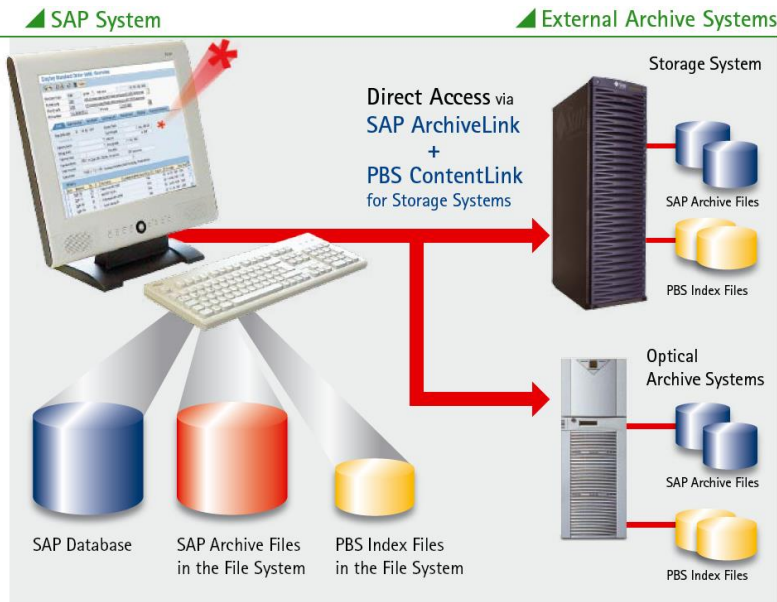 SAP System
External Archive Systems
Storage System
Direct Access via
SAP ArchiveLink
+
PBS ContentLink
for Storage Systems
SAP Archive Files
PBS Index Files
Optical
Archive Systems
SAP Archive Files
PBS Index Files
SAP Database
SAP Archive Files
in the File System
PBS Index Files
in the File System